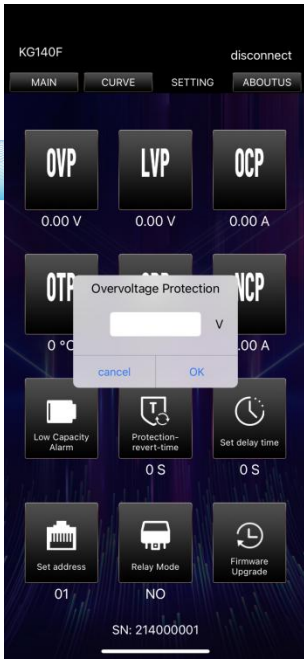 KG140F
disconnect
MAIN CURVE SETTING ABOUTUS
OVP LVP OCP
0.00 V 0.00 V 0.00 A
OTP NCP
Overvoltage Protection
V
0 °C .00 A
cancel OK
Low Capacity
Alarm
Protection-
revert-time
Set delay time
0 S 0 S
Set address
Relay Mode
Firmware
Upgrade
01 NO
SN: 214000001